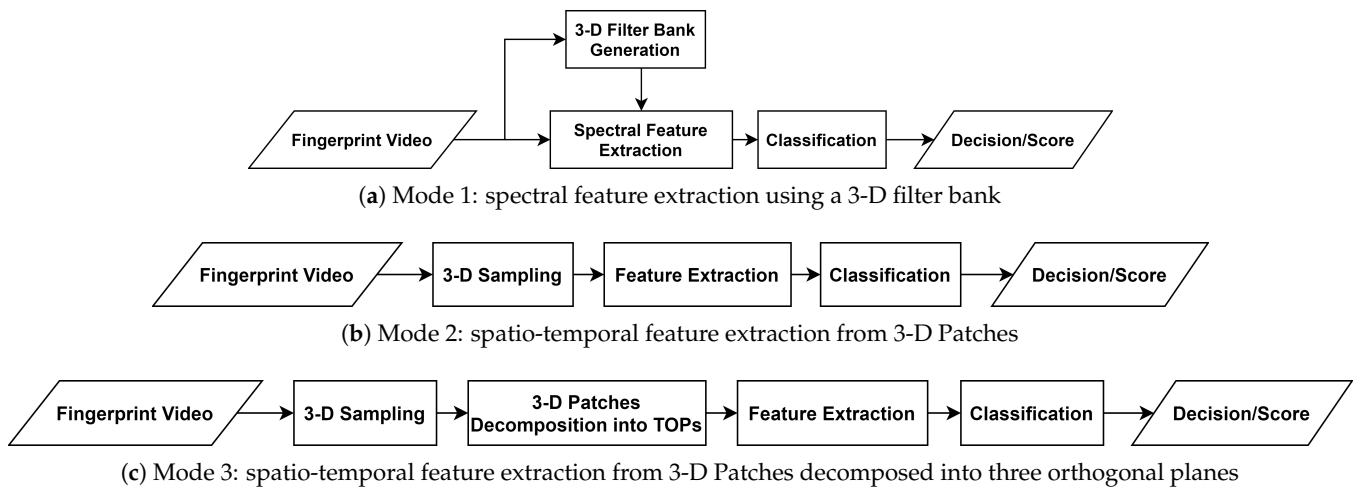 3-D Filter Bank
Generation
Fingerprint Video
Spectral Feature
Extraction
Classification
Decision/Score
(a) Mode 1: spectral feature extraction using a 3-D filter bank
Fingerprint Video
3-D Sampling
Feature Extraction
Classification
Decision/Score
(b) Mode 2: spatio-temporal feature extraction from 3-D Patches
Fingerprint Video
3-D Sampling
3-D Patches
Decomposition into TOPs
Feature Extraction
Classification
Decision/Score
(c) Mode 3: spatio-temporal feature extraction from 3-D Patches decomposed into three orthogonal planes